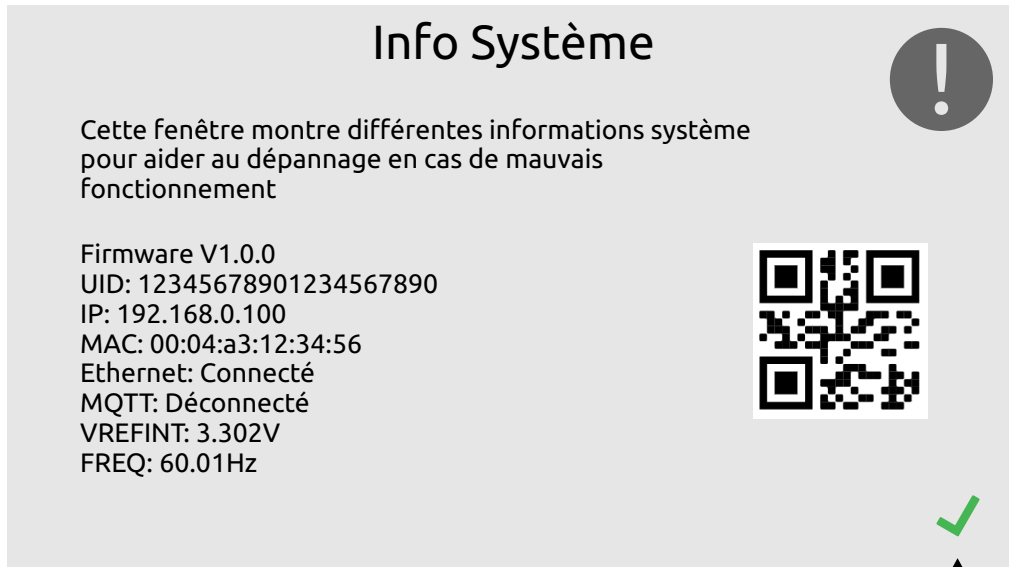 Info Système
Cette fenêtre montre différentes informations système
pour aider au dépannage en cas de mauvais
fonctionnement
Firmware V1.0.0
UID: 12345678901234567890
IP: 192.168.0.100
MAC: 00:04:a3:12:34:56
Ethernet: Connecté
MQTT: Déconnecté
VREFINT: 3.302V
FREQ: 60.01Hz